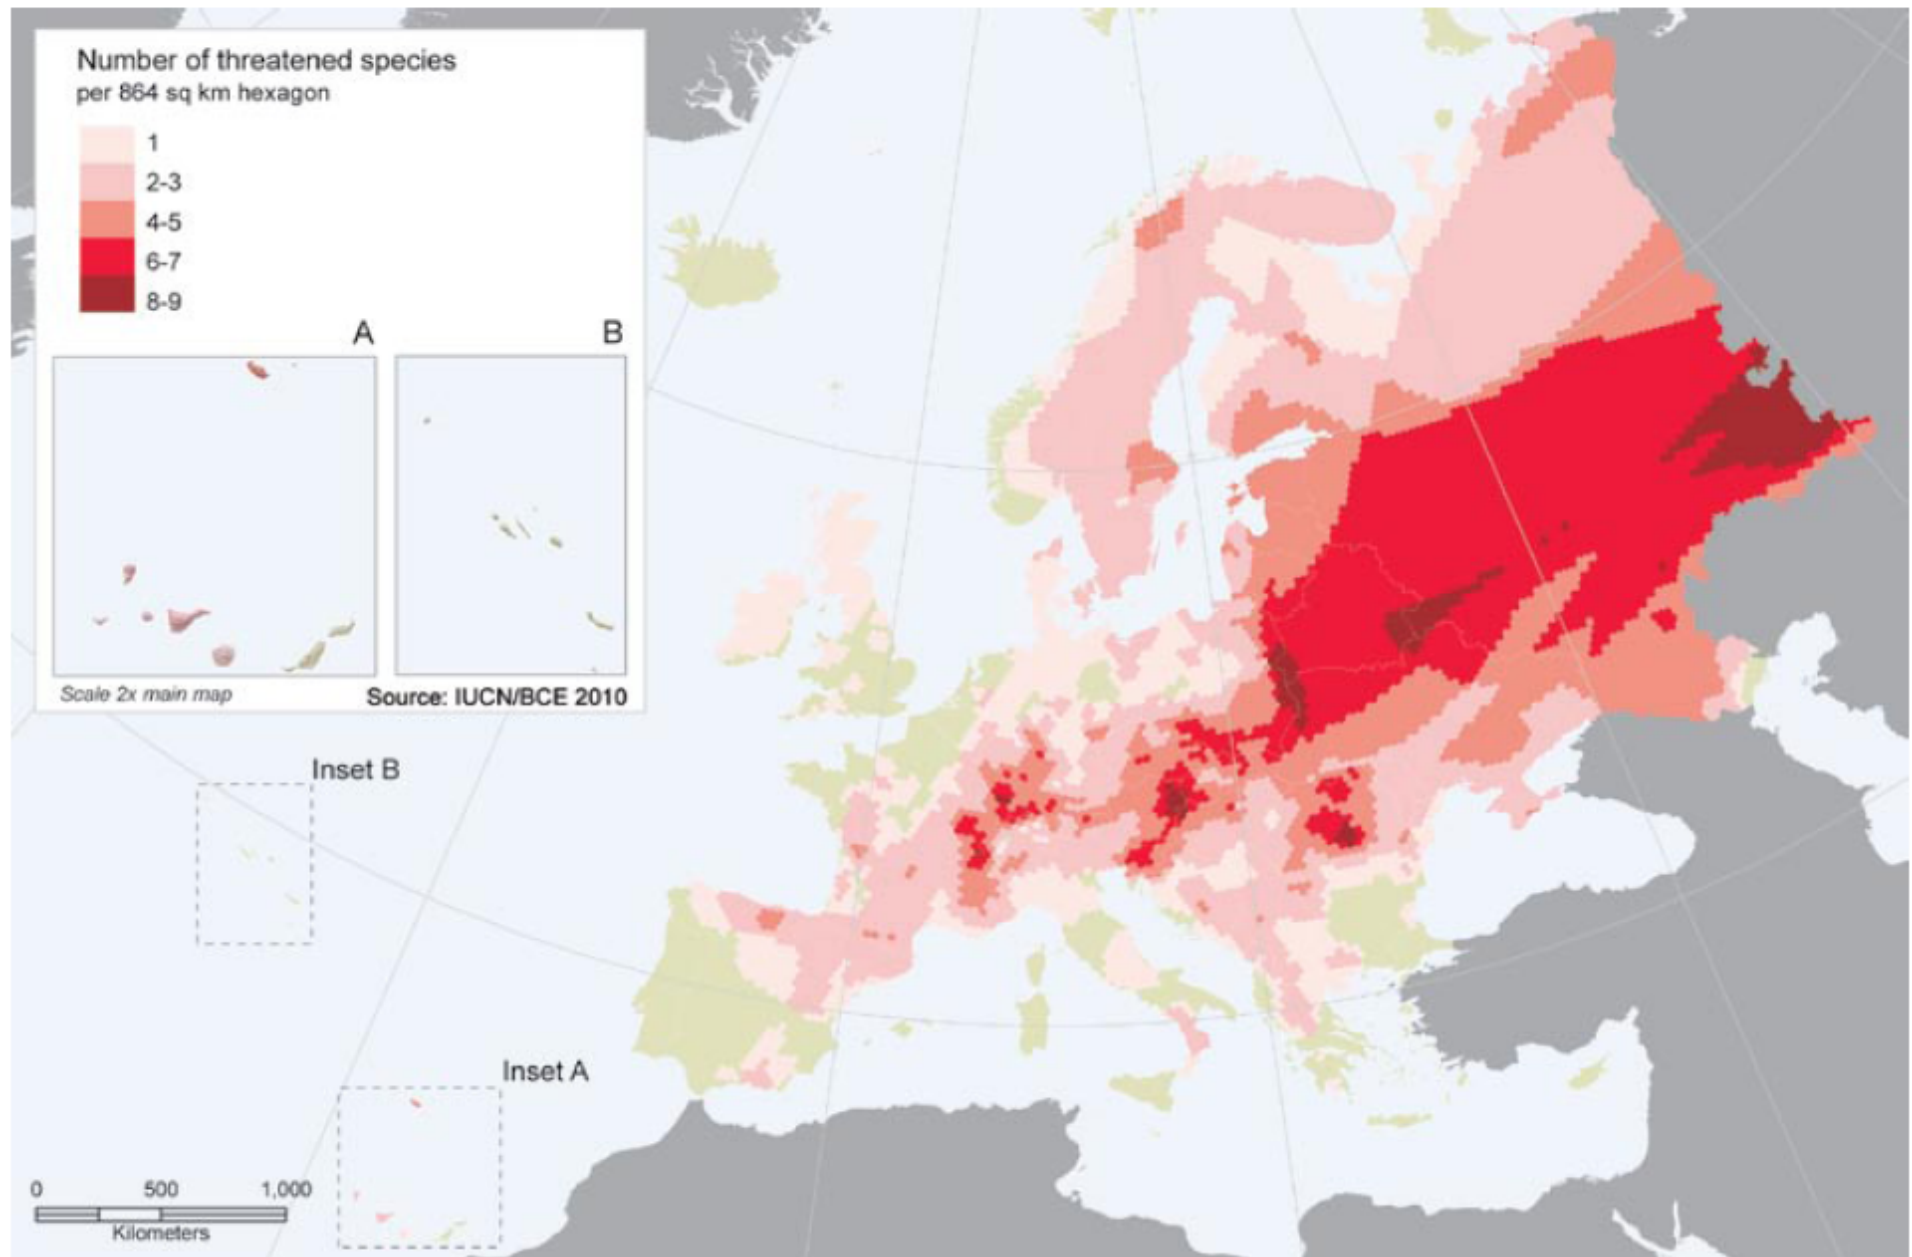 Number of threatened species
per 864 sq km hexagon
1
2-3
4-5
6-7
8-9
A
B
Scale 2x main map
Source: IUCN/BCE 2010
Inset B
Inset A
0 500 1,000
Kilometers